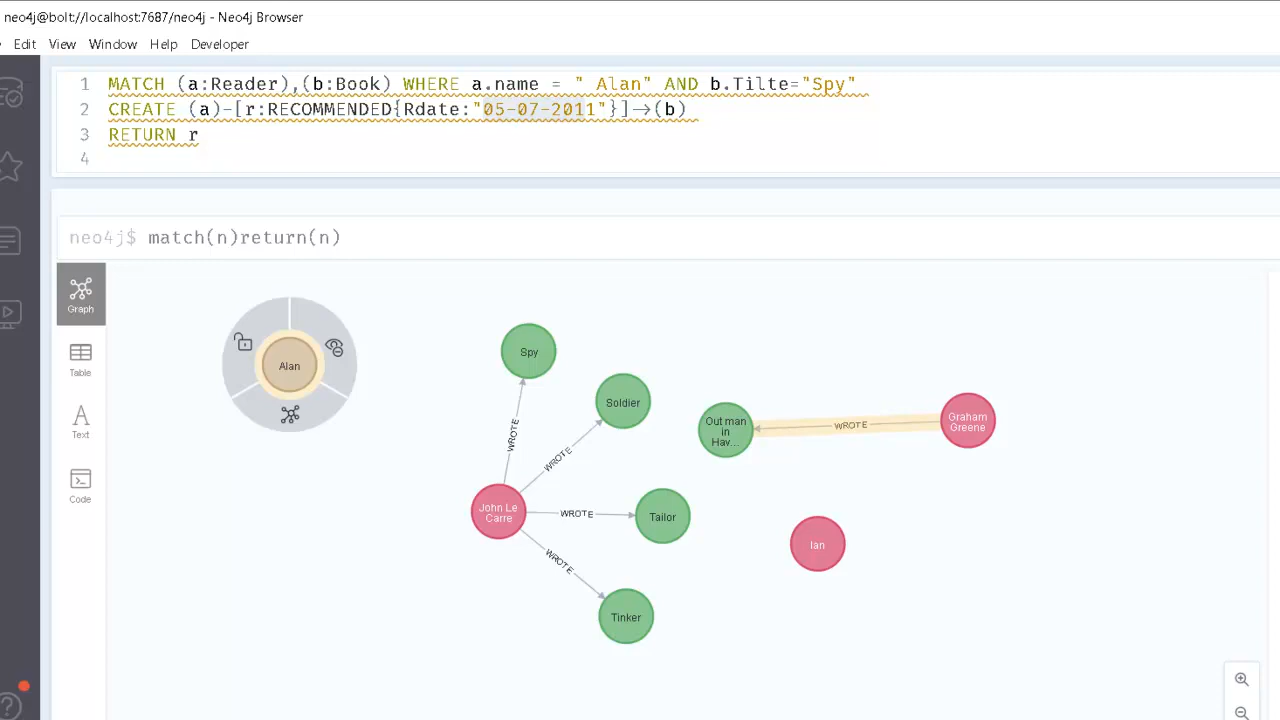 neo4j@bolt://localhost:7687/neo4j - Neo4j Browser
Edit View Window Help Developer
1 MATCH (a:Reader),(b:Book) WHERE a.name = " Alan" AND b.Tilte="Spy"
2 CREATE (a)-[r:RECOMMENDED{Rdate:"05-07-2011"}]->(b)
3 RETURN r
4
neo4j$ match(n)return(n)
Graph
Table
Text
Code
Alan
Spy
Soldier
Out man
in
Hav...
WROTE
Graham
Greene
WROTE
WROTE
John Le
Carre
WROTE
Tailor
Ian
WROTE
Tinker